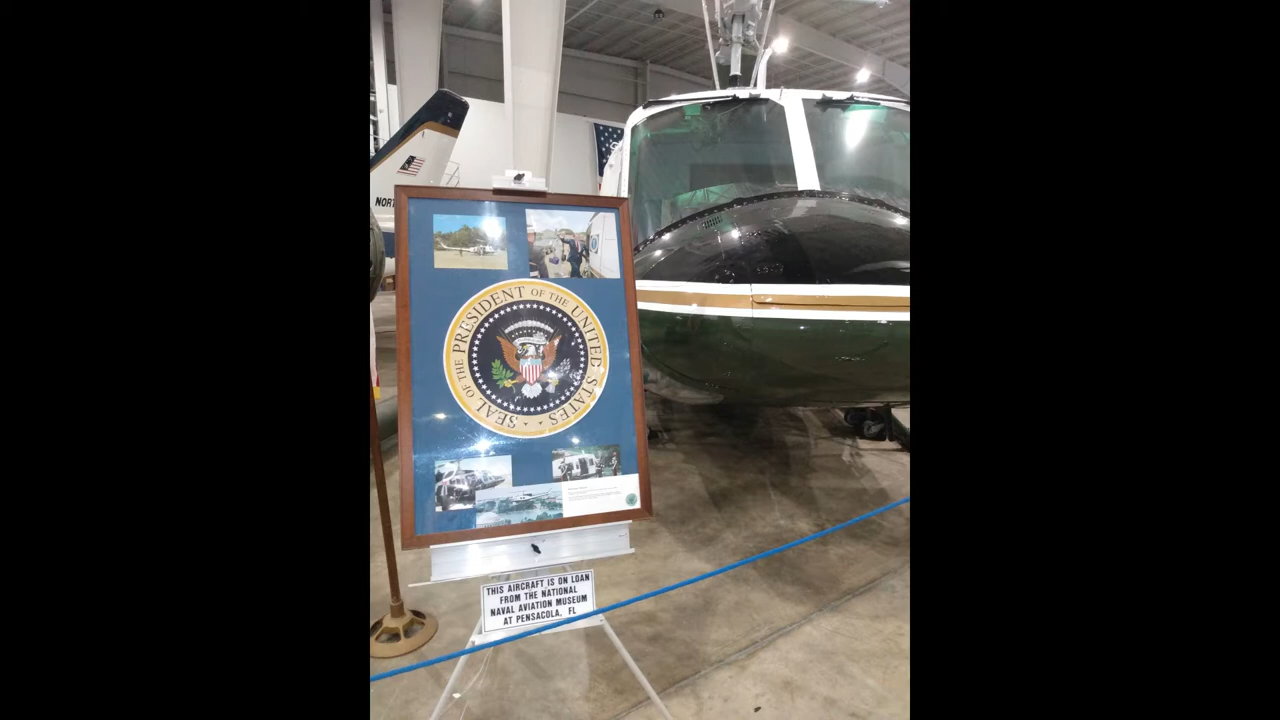 NORT
SEAL OF THE PRESIDENT OF THE UNITED STATES
THIS AIRCRAFT IS ON LOAN
FROM THE NATIONAL
NAVAL AVIATION MUSEUM
AT PENSACOLA, FL